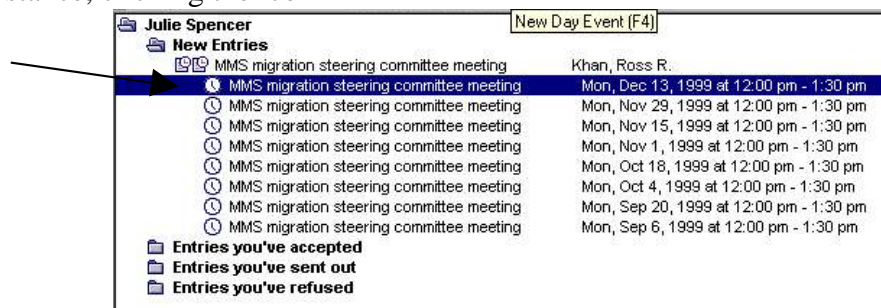 Julie Spencer
New Day Event (F4)
New Entries
MMS migration steering committee meeting Khan, Ross R.
MMS migration steering committee meeting Mon, Dec 13, 1999 at 12:00 pm - 1:30 pm
MMS migration steering committee meeting Mon, Nov 29, 1999 at 12:00 pm - 1:30 pm
MMS migration steering committee meeting Mon, Nov 15, 1999 at 12:00 pm - 1:30 pm
MMS migration steering committee meeting Mon, Nov 1, 1999 at 12:00 pm - 1:30 pm
MMS migration steering committee meeting Mon, Oct 18, 1999 at 12:00 pm - 1:30 pm
MMS migration steering committee meeting Mon, Oct 4, 1999 at 12:00 pm - 1:30 pm
MMS migration steering committee meeting Mon, Sep 20, 1999 at 12:00 pm - 1:30 pm
MMS migration steering committee meeting Mon, Sep 6, 1999 at 12:00 pm - 1:30 pm
Entries you've accepted
Entries you've sent out
Entries you've refused